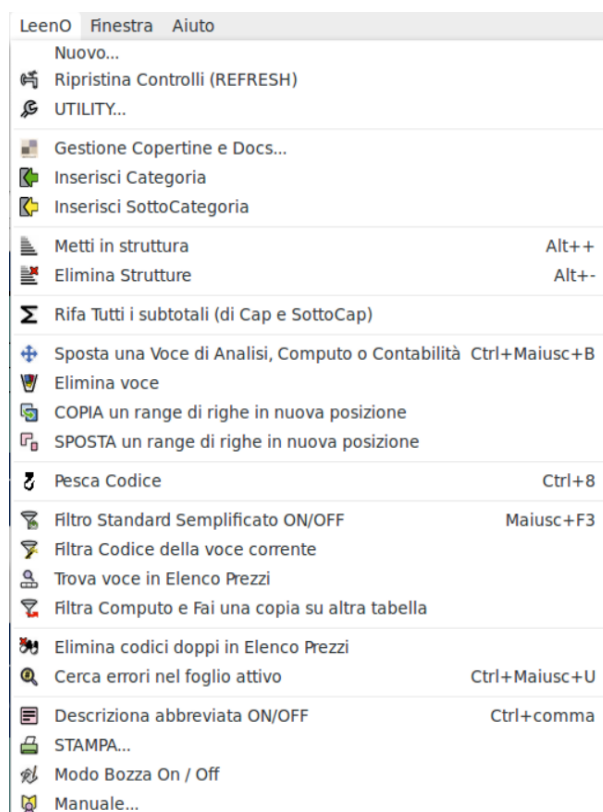 LeenO Finestra Aiuto
Nuovo...
Ripristina Controlli (REFRESH)
UTILITY...
Gestione Copertine e Docs...
Inserisci Categoria
Inserisci SottoCategoria
Metti in struttura Alt++
Elimina Strutture Alt+-
Rifa Tutti i subtotali (di Cap e SottoCap)
Sposta una Voce di Analisi, Computo o Contabilità Ctrl+Maiusc+B
Elimina voce
COPIA un range di righe in nuova posizione
SPOSTA un range di righe in nuova posizione
Pesca Codice Ctrl+8
Filtro Standard Semplificato ON/OFF Maiusc+F3
Filtra Codice della voce corrente
Trova voce in Elenco Prezzi
Filtra Computo e Fai una copia su altra tabella
Elimina codici doppi in Elenco Prezzi
Cerca errori nel foglio attivo Ctrl+Maiusc+U
Descriziona abbreviata ON/OFF Ctrl+comma
STAMPA...
Modo Bozza On / Off
Manuale...